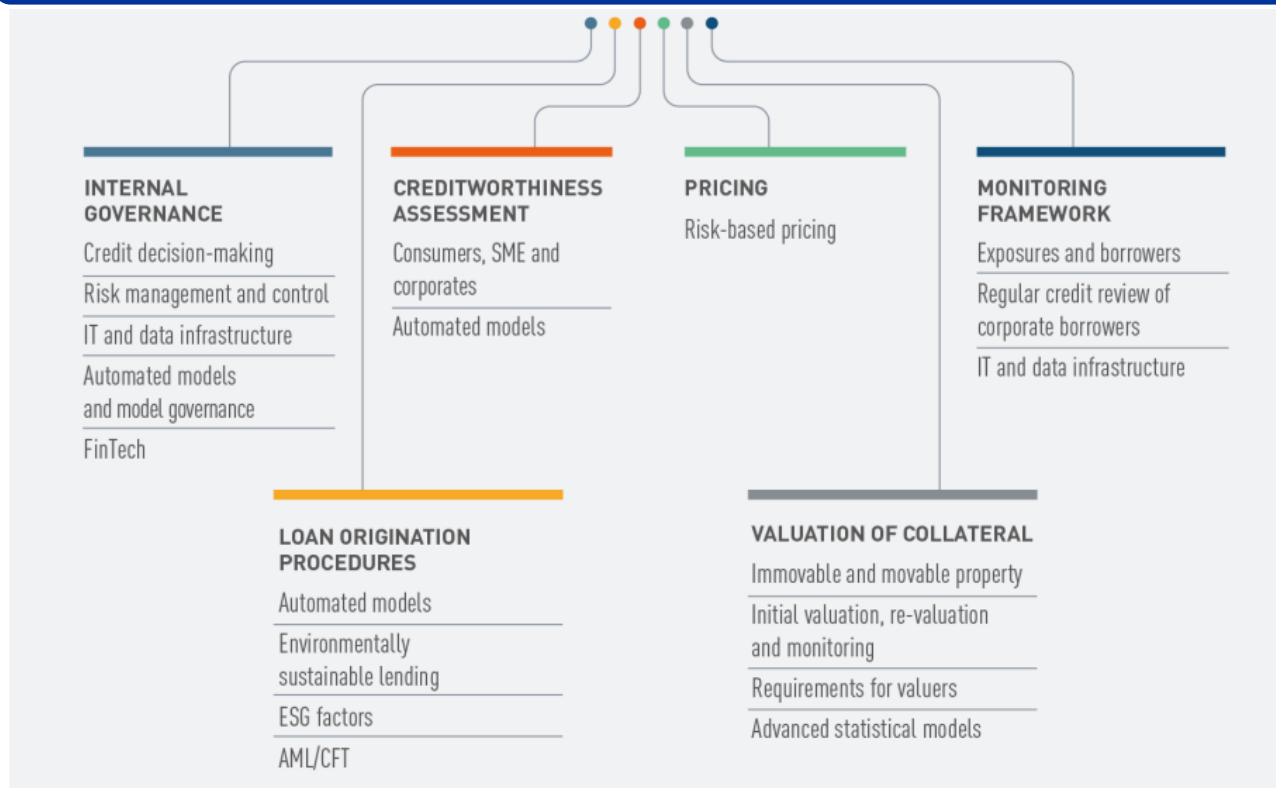 INTERNAL
GOVERNANCE
Credit decision-making
Risk management and control
IT and data infrastructure
Automated models
and model governance
FinTech
CREDITWORTHINESS
ASSESSMENT
Consumers, SME and
corporates
Automated models
PRICING
Risk-based pricing
MONITORING
FRAMEWORK
Exposures and borrowers
Regular credit review of
corporate borrowers
IT and data infrastructure
LOAN ORIGINATION
PROCEDURES
Automated models
Environmentally
sustainable lending
ESG factors
AML/CFT
VALUATION OF COLLATERAL
Immovable and movable property
Initial valuation, re-valuation
and monitoring
Requirements for valuers
Advanced statistical models